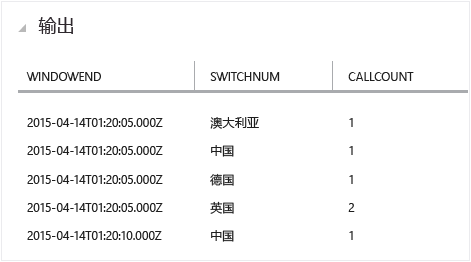 输出
WINDOWEND SWITCHNUM CALLCOUNT
2015-04-14T01:20:05.000Z 澳大利亚 1
2015-04-14T01:20:05.000Z 中国 1
2015-04-14T01:20:05.000Z 德国 1
2015-04-14T01:20:05.000Z 英国 2
2015-04-14T01:20:10.000Z 中国 1